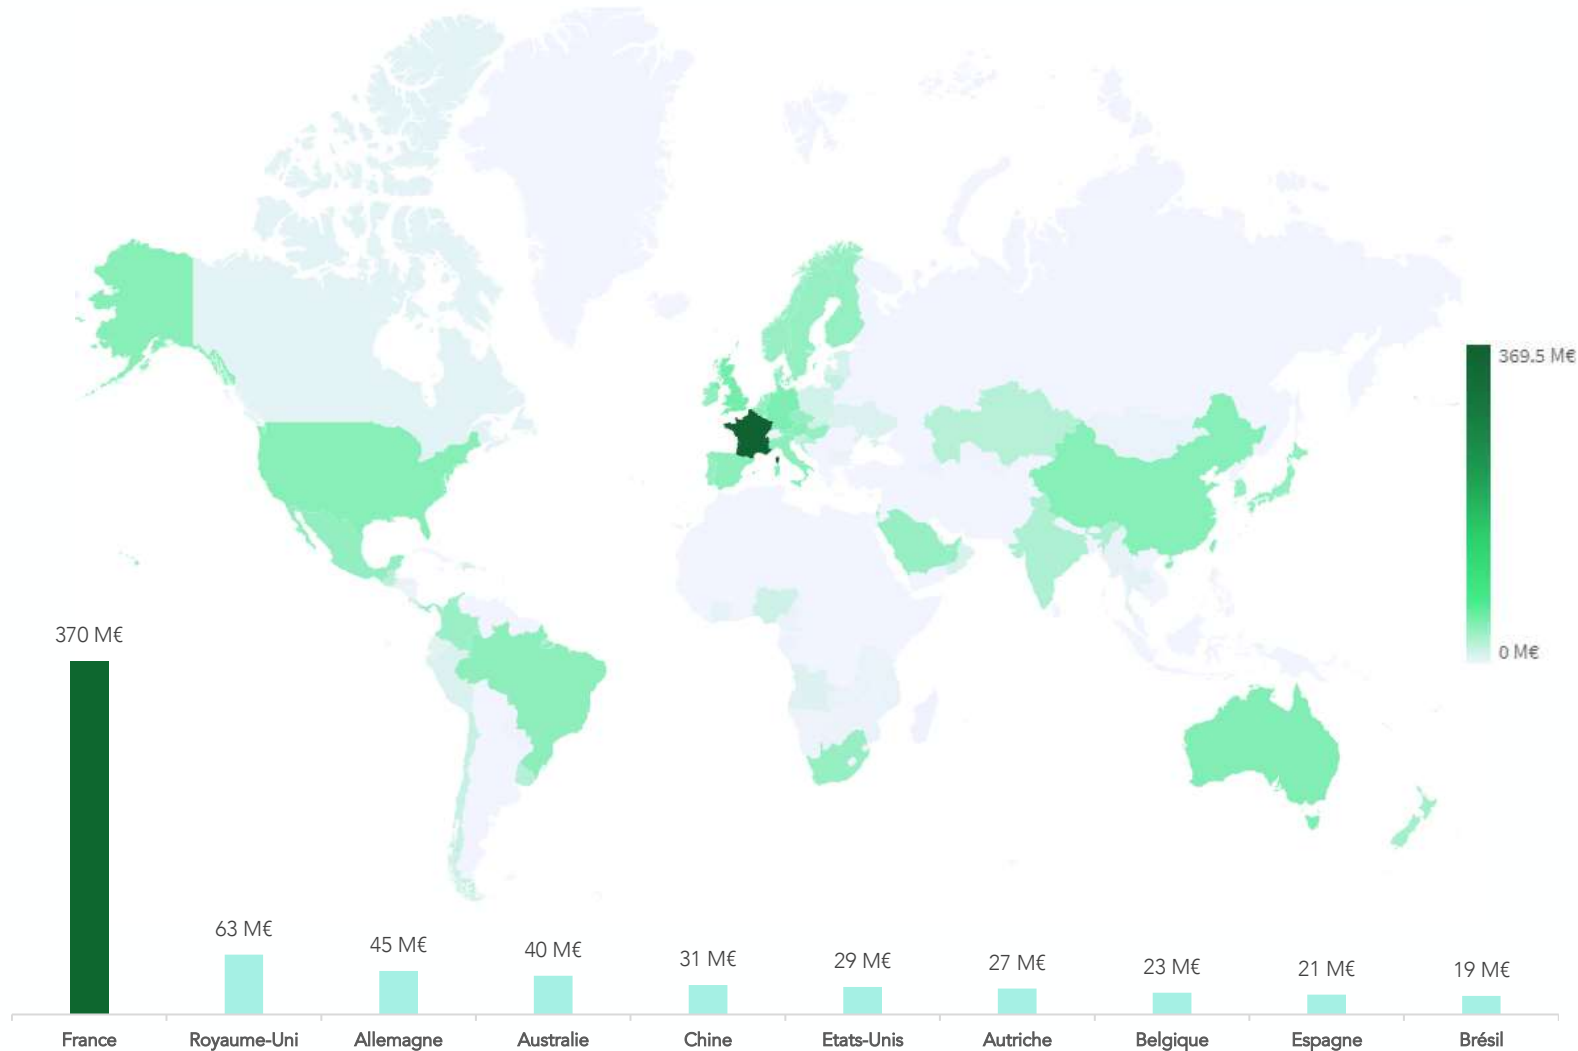 369.5 M€
0 M€
370 M€
63 M€
45 M€
40 M€
31 M€
29 M€
27 M€
23 M€
21 M€
19 M€
France
Royaume-Uni
Allemagne
Australie
Chine
Etats-Unis
Autriche
Belgique
Espagne
Brésil